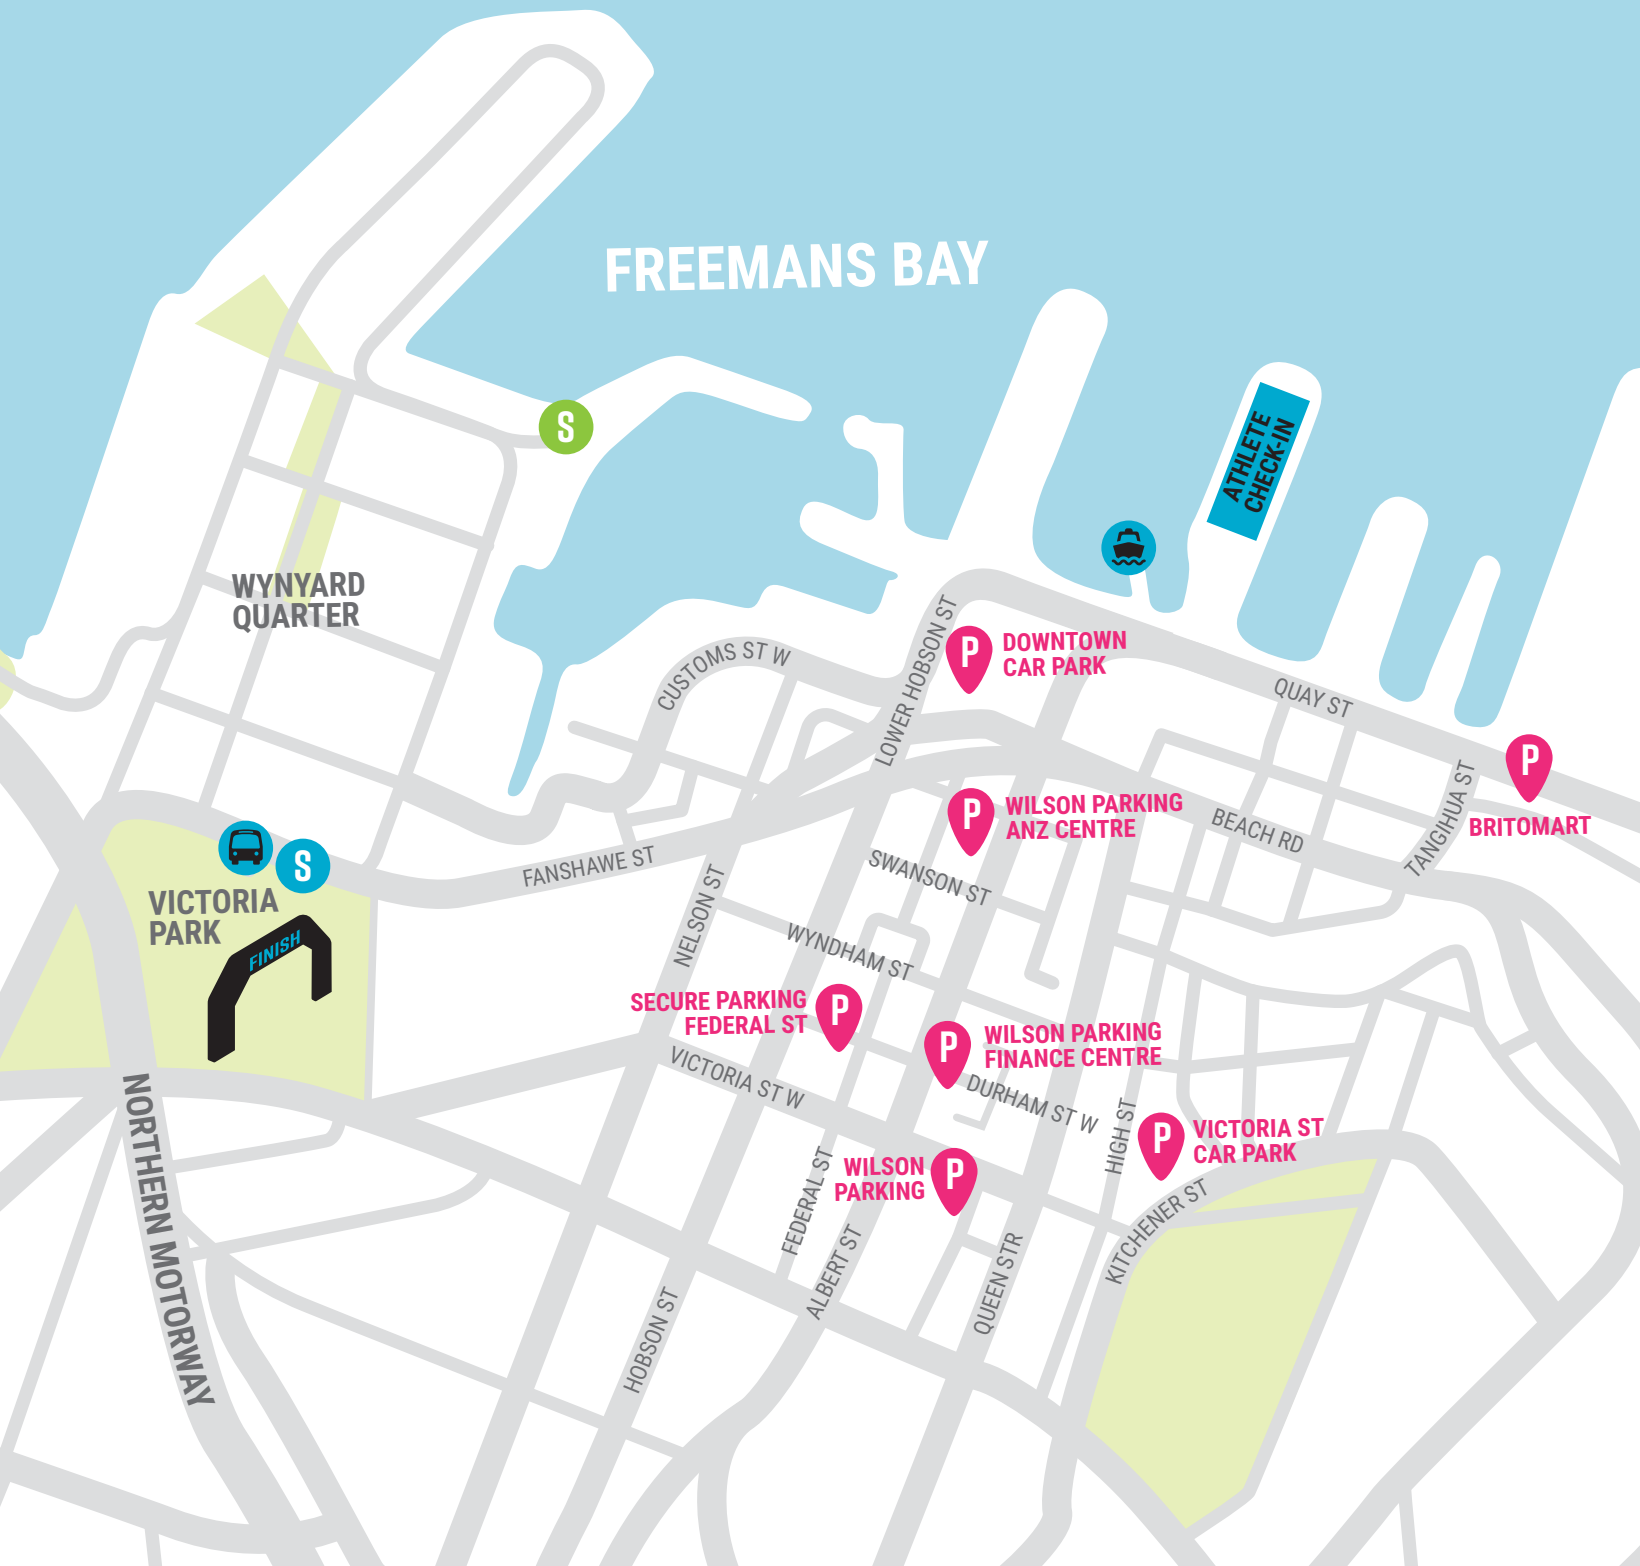 FREEMANS BAY
S
ATHLETE
CHECK-IN
WYNYARD
QUARTER
CUSTOMS ST W
LOWER HOBSON ST
P
DOWNTOWN
CAR PARK
QUAY ST
P
BRITOMART
TANGIHUA ST
P
WILSON PARKING
ANZ CENTRE
BEACH RD
S
FANSHAWE ST
SWANSON ST
VICTORIA
PARK
FINISH
NELSON ST
WYNDHAM ST
SECURE PARKING
FEDERAL ST
P
P
WILSON PARKING
FINANCE CENTRE
VICTORIA ST W
DURHAM ST W
HIGH ST
P
VICTORIA ST
CAR PARK
NORTHERN MOTORWAY
WILSON
PARKING
P
FEDERAL ST
KITCHENER ST
ALBERT ST
QUEEN STR
HOBSON ST